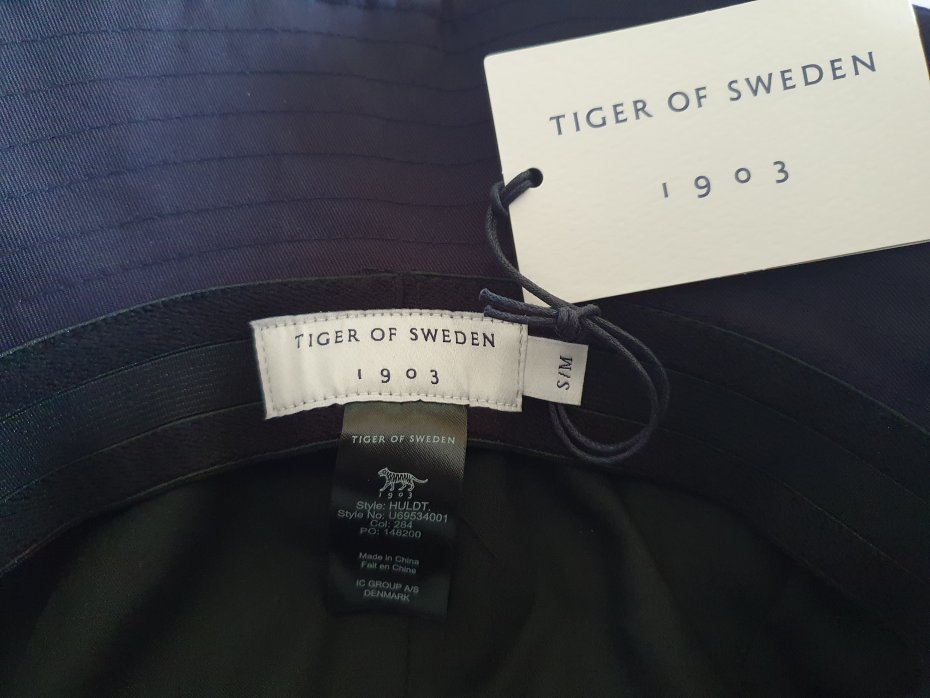 TIGER OF SWEDEN
1903
TIGER OF SWEDEN
1903
S/M
TIGER OF SWEDEN
1903
Style: HULDT.
Style No: U69534001
Col: 284
PO: 148200
Made in China
Fait en Chine
IC GROUP A/S
DENMARK